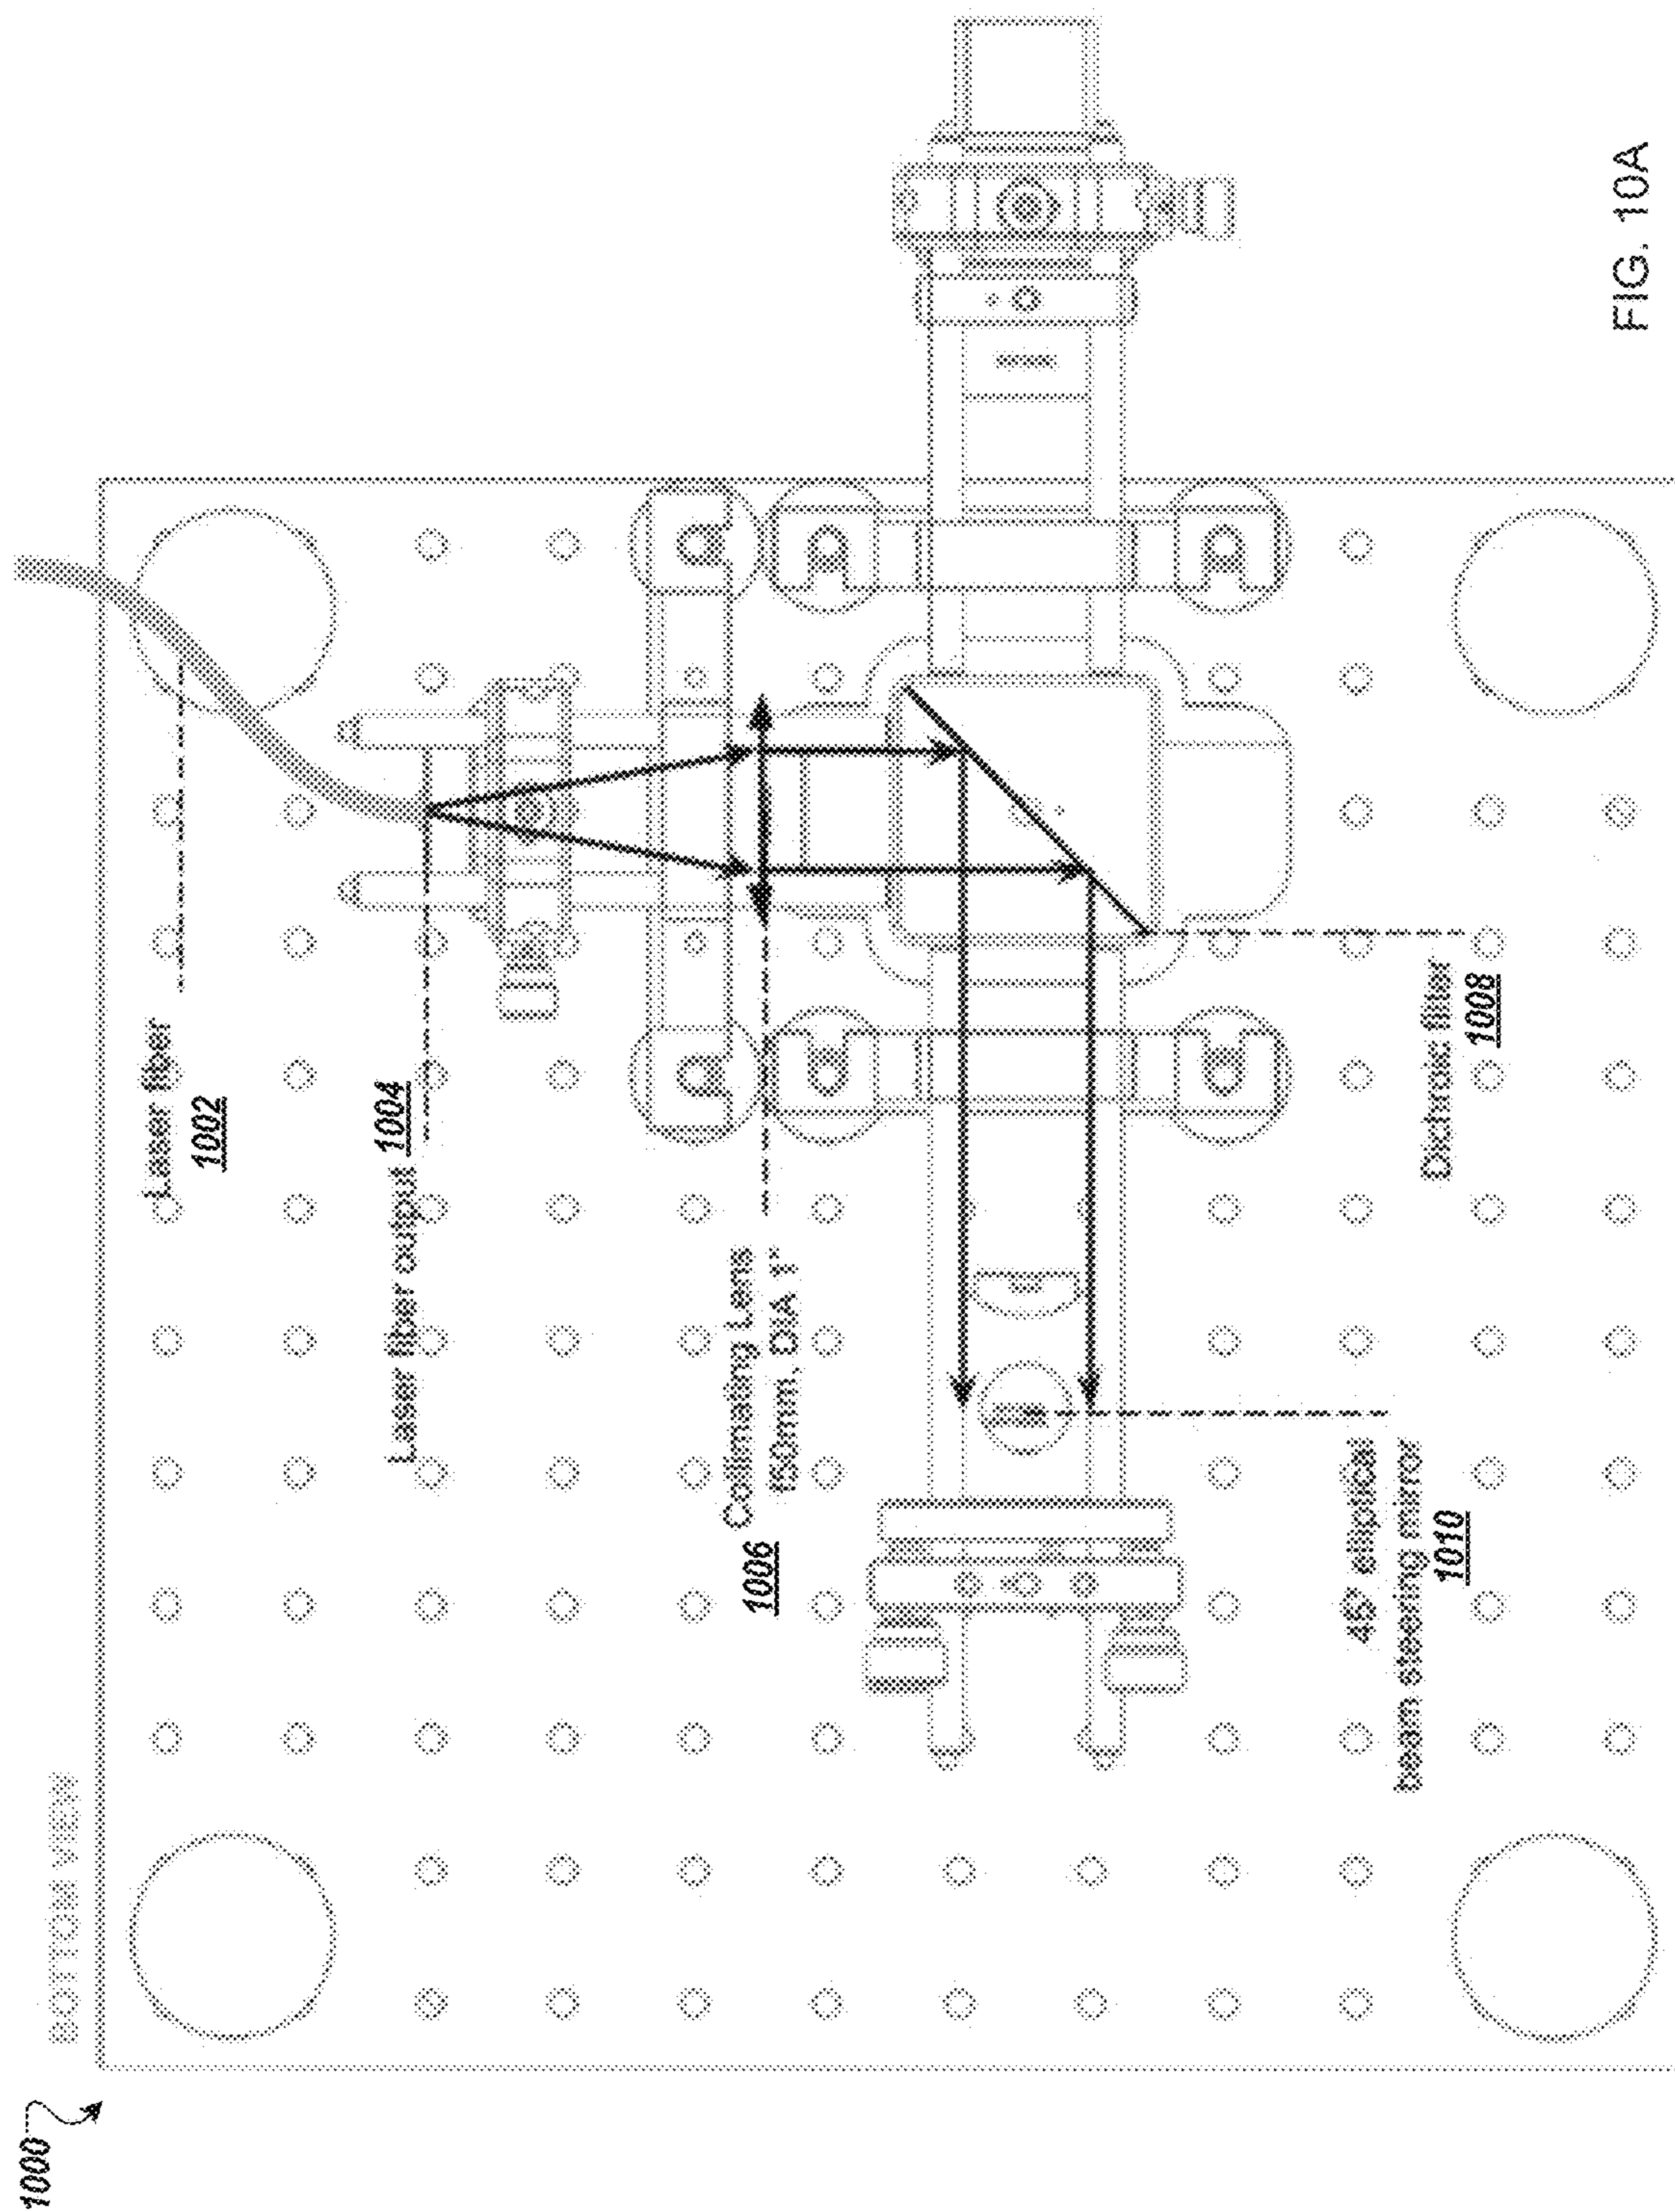 1000
BOTTOM VIEW
Laser fiber
1002
Laser fiber output 1004
Collimating Lens
f50mm, DIA 1"
1006
45° elliptical
beam steering mirror
1010
Dichroic filter
1008
FIG. 10A